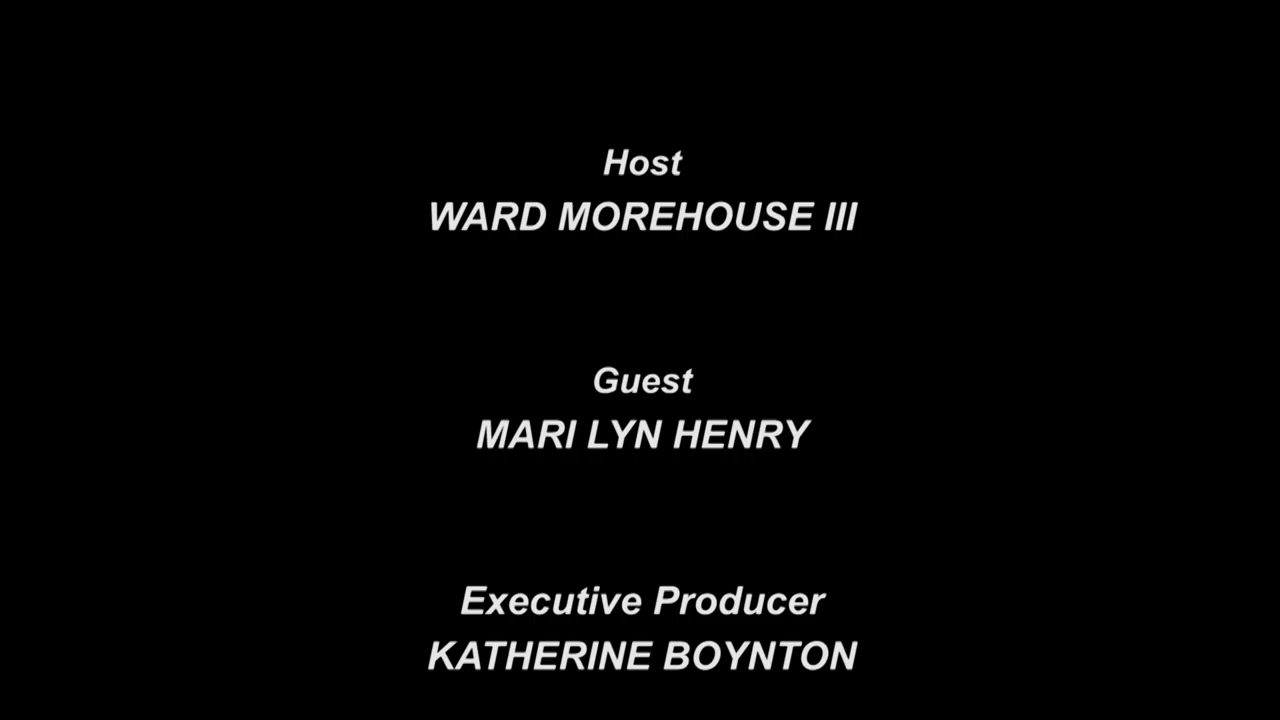 Host
WARD MOREHOUSE III
Guest
MARI LYN HENRY
Executive Producer
KATHERINE BOYNTON